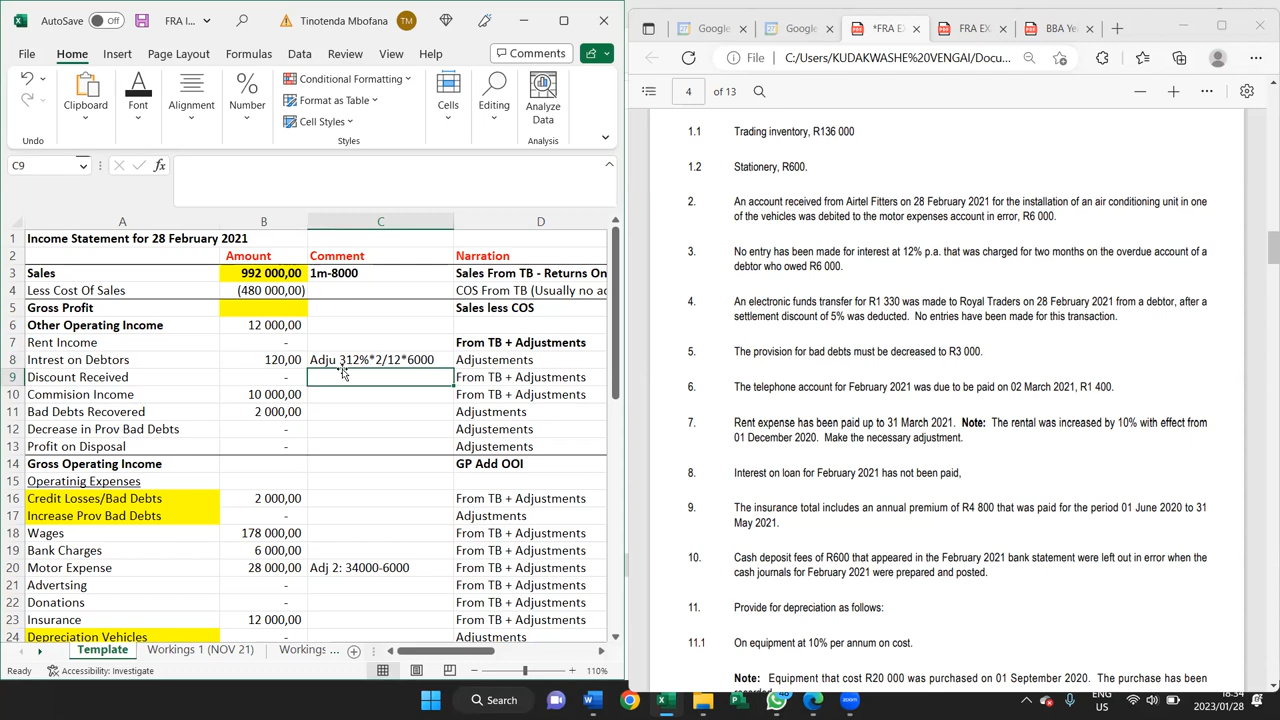 AutoSave Off FRA I... Tinotenda Mbofana TM
File Home Insert Page Layout Formulas Data Review View Help Comments
Undo Clipboard Font Alignment Number Conditional Formatting Format as Table Cell Styles Styles Cells Editing Analyze Data Analysis
C9 fx
A B C D
1 Income Statement for 28 February 2021
2 Amount Comment Narration
3 Sales 992 000,00 1m-8000 Sales From TB - Returns On
4 Less Cost Of Sales (480 000,00) COS From TB (Usually no ad
5 Gross Profit Sales less COS
6 Other Operating Income 12 000,00
7 Rent Income - From TB + Adjustments
8 Intrest on Debtors 120,00 Adju 312%*2/12*6000 Adjustements
9 Discount Received - From TB + Adjustments
10 Commision Income 10 000,00 From TB + Adjustments
11 Bad Debts Recovered 2 000,00 Adjustments
12 Decrease in Prov Bad Debts - Adjustements
13 Profit on Disposal - Adjustements
14 Gross Operating Income GP Add OOI
15 Operatinig Expenses
16 Credit Losses/Bad Debts 2 000,00 From TB + Adjustments
17 Increase Prov Bad Debts - Adjustments
18 Wages 178 000,00 From TB + Adjustments
19 Bank Charges 6 000,00 From TB + Adjustments
20 Motor Expense 28 000,00 Adj 2: 34000-6000 From TB + Adjustments
21 Advertsing - From TB + Adjustments
22 Donations - From TB + Adjustments
23 Insurance 12 000,00 From TB + Adjustments
24 Depreciation Vehicles - Adjustments
Template Workings 1 (NOV 21) Workings ...
Ready Accessibility: Investigate 110%
Google Google *FRA EX FRA EX BBA Ye
File C:/Users/KUDAKWASHE%20VENGAI/Docu...
4 of 13
1.1 Trading inventory, R136 000
1.2 Stationery, R600.
2. An account received from Airtel Fitters on 28 February 2021 for the installation of an air conditioning unit in one
of the vehicles was debited to the motor expenses account in error, R6 000.
3. No entry has been made for interest at 12% p.a. that was charged for two months on the overdue account of a
debtor who owed R6 000.
4. An electronic funds transfer for R1 330 was made to Royal Traders on 28 February 2021 from a debtor, after a
settlement discount of 5% was deducted. No entries have been made for this transaction.
5. The provision for bad debts must be decreased to R3 000.
6. The telephone account for February 2021 was due to be paid on 02 March 2021, R1 400.
7. Rent expense has been paid up to 31 March 2021. Note: The rental was increased by 10% with effect from
01 December 2020. Make the necessary adjustment.
8. Interest on loan for February 2021 has not been paid,
9. The insurance total includes an annual premium of R4 800 that was paid for the period 01 June 2020 to 31
May 2021.
10. Cash deposit fees of R600 that appeared in the February 2021 bank statement were left out in error when the
cash journals for February 2021 were prepared and posted.
11. Provide for depreciation as follows:
11.1 On equipment at 10% per annum on cost.
Note: Equipment that cost R20 000 was purchased on 01 September 2020. The purchase has been
Search ENG US 18:34 2023/01/28